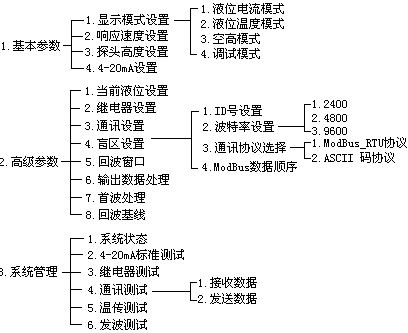 1.基本参数
1.显示模式设置
2.响应速度设置
3.探头高度设置
4.4-20mA设置
1.液位电流模式
2.液位温度模式
3.空高模式
4.调试模式
2.高级参数
1.当前液位设置
2.继电器设置
3.通讯设置
4.盲区设置
5.回波窗口
6.输出数据处理
7.首波处理
8.回波基线
1.ID号设置
2.波特率设置
3.通讯协议选择
4.ModBus数据顺序
1.2400
2.4800
3.9600
1.ModBus_RTU协议
2.ASCII 码协议
3.系统管理
1.系统状态
2.4-20mA标准测试
3.继电器测试
4.通讯测试
5.温传测试
6.发波测试
1.接收数据
2.发送数据